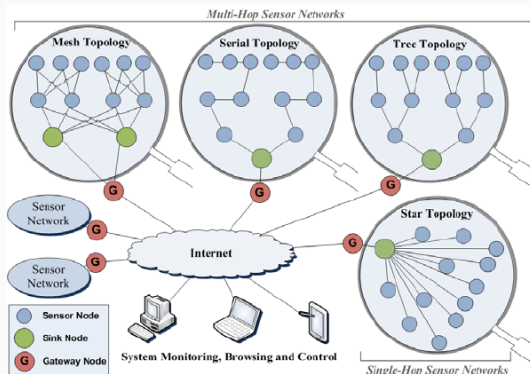 Multi-Hop Sensor Networks
Mesh Topology
Serial Topology
Tree Topology
G
G
G
Sensor
Network
G
Internet
G
Star Topology
Sensor
Network
G
Sensor Node
Sink Node
G Gateway Node
System Monitoring, Browsing and Control
Single-Hop Sensor Networks